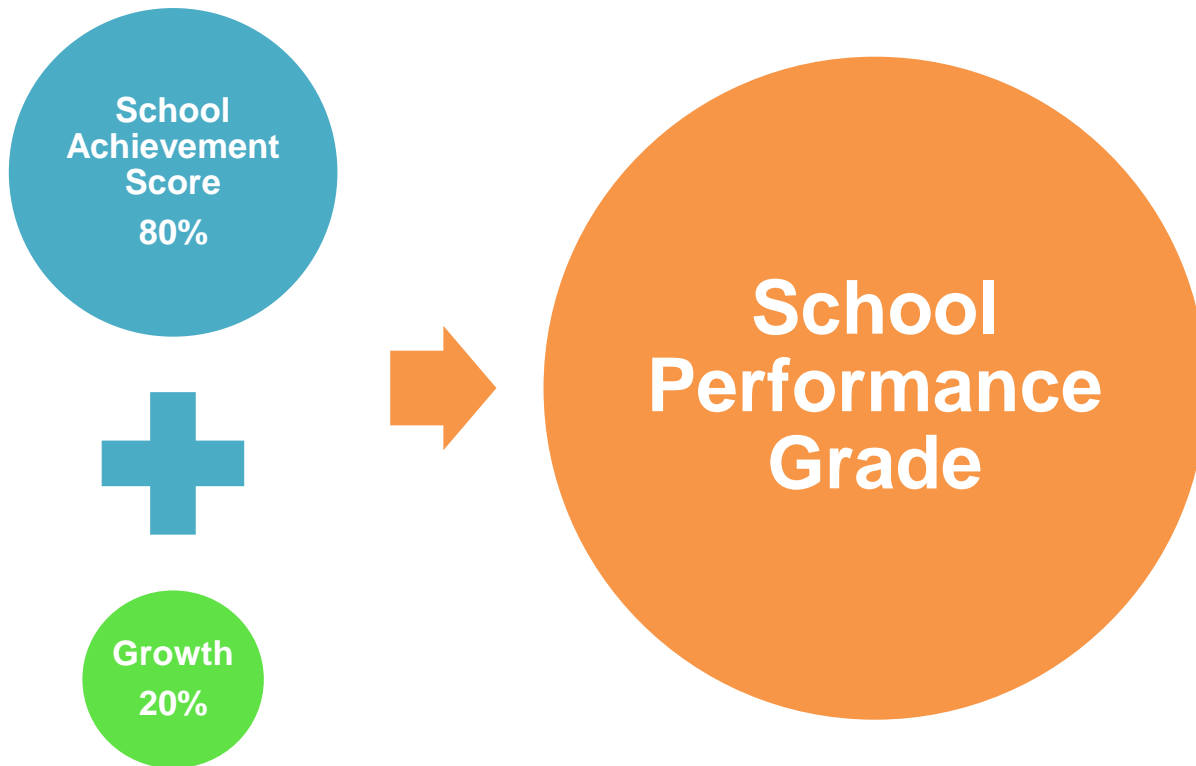 School
Achievement
Score
80%
Growth
20%
School
Performance
Grade